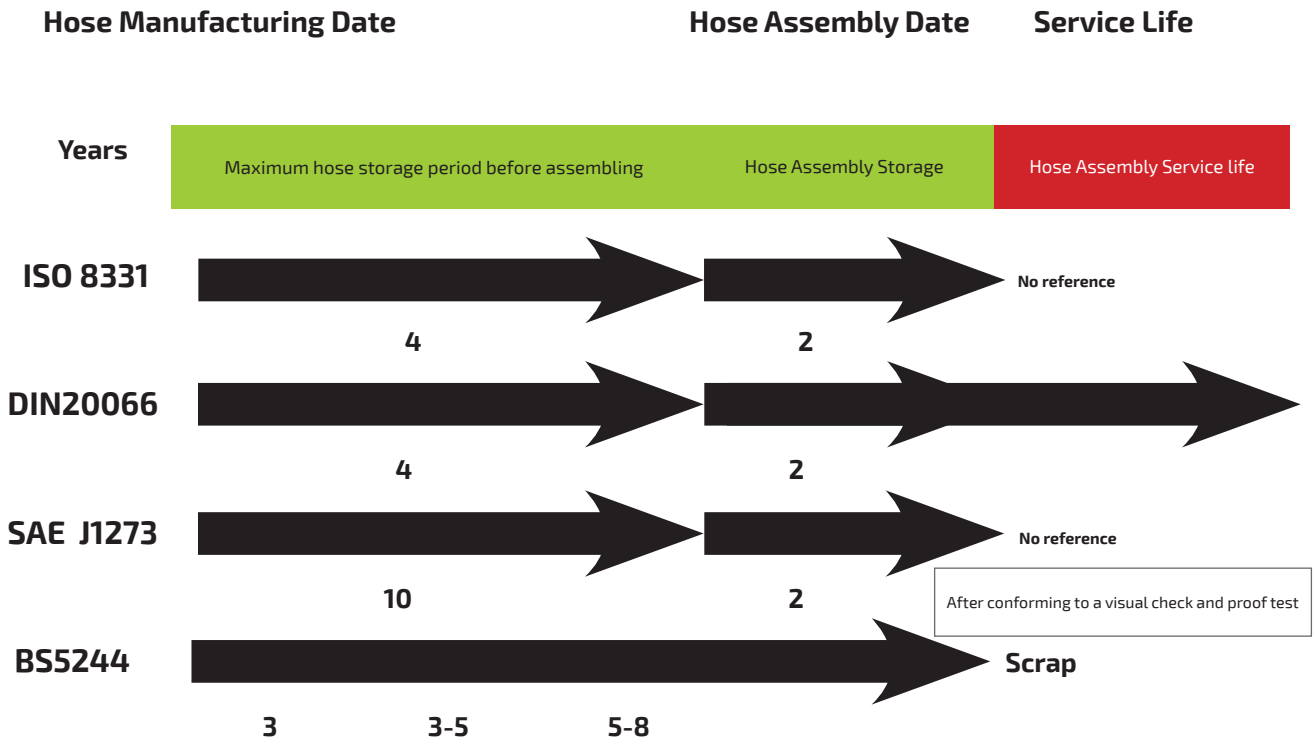 Hose Manufacturing Date
Hose Assembly Date
Service Life
Years
Maximum hose storage period before assembling
Hose Assembly Storage
Hose Assembly Service life
ISO 8331
No reference
4
2
DIN20066
4
2
SAE J1273
No reference
10
2
After conforming to a visual check and proof test
BS5244
Scrap
3
3-5
5-8